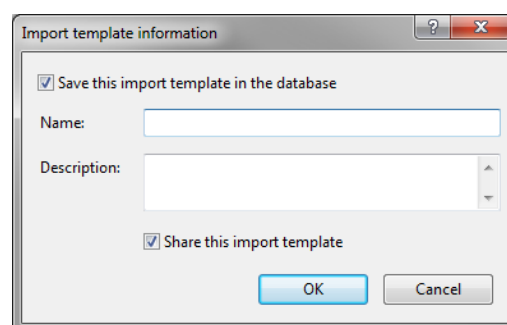 Import template information
?
X
Save this import template in the database
Name:
Description:
Share this import template
OK
Cancel